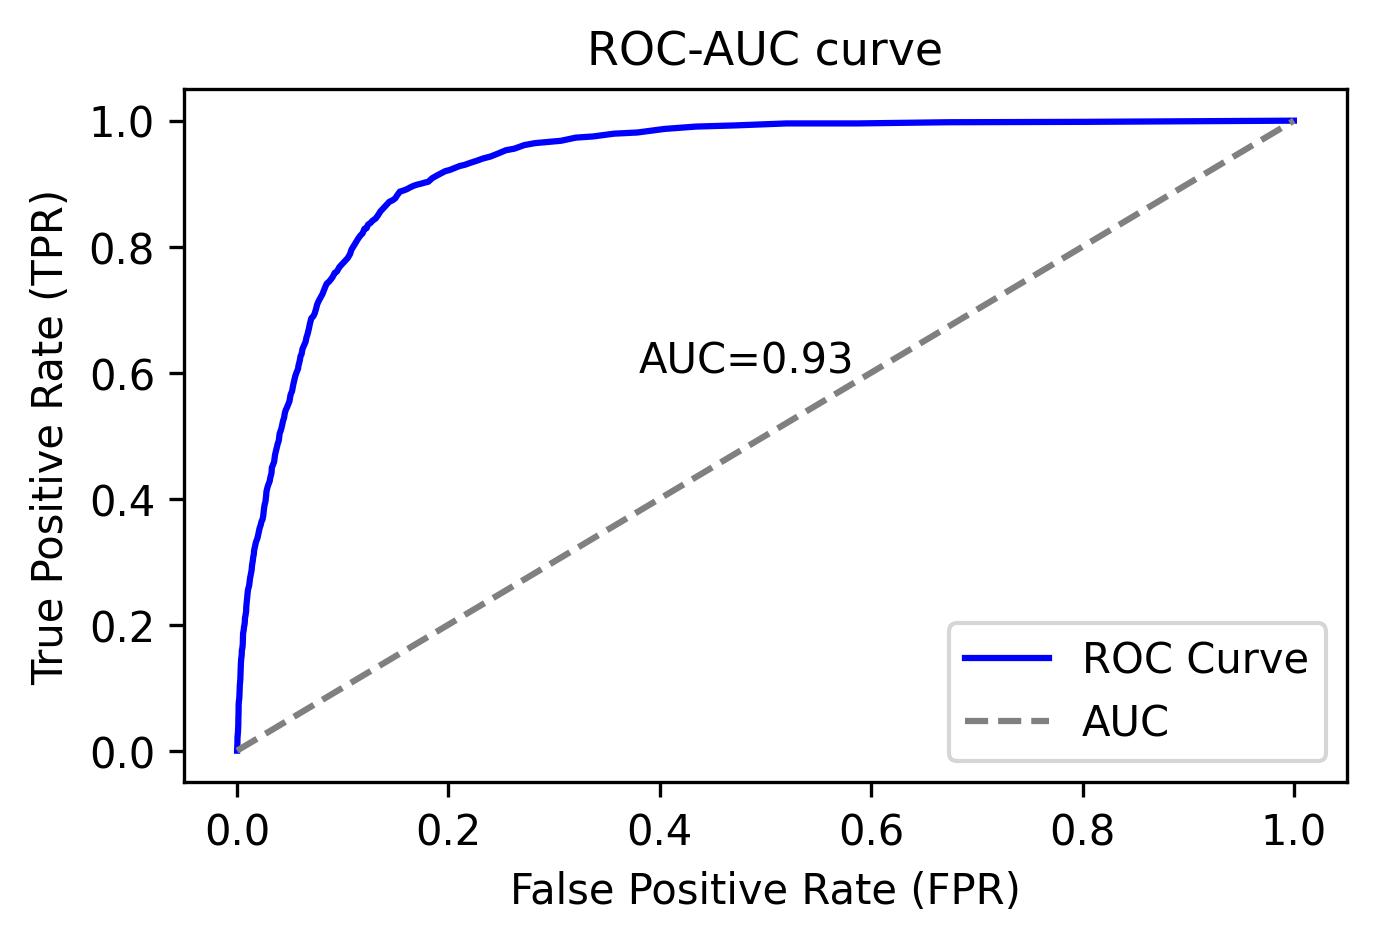 ROC-AUC curve
1.0
0.8
0.6
0.4
0.2
0.0
True Positive Rate (TPR)
AUC=0.93
ROC Curve
AUC
0.0 0.2 0.4 0.6 0.8 1.0
False Positive Rate (FPR)